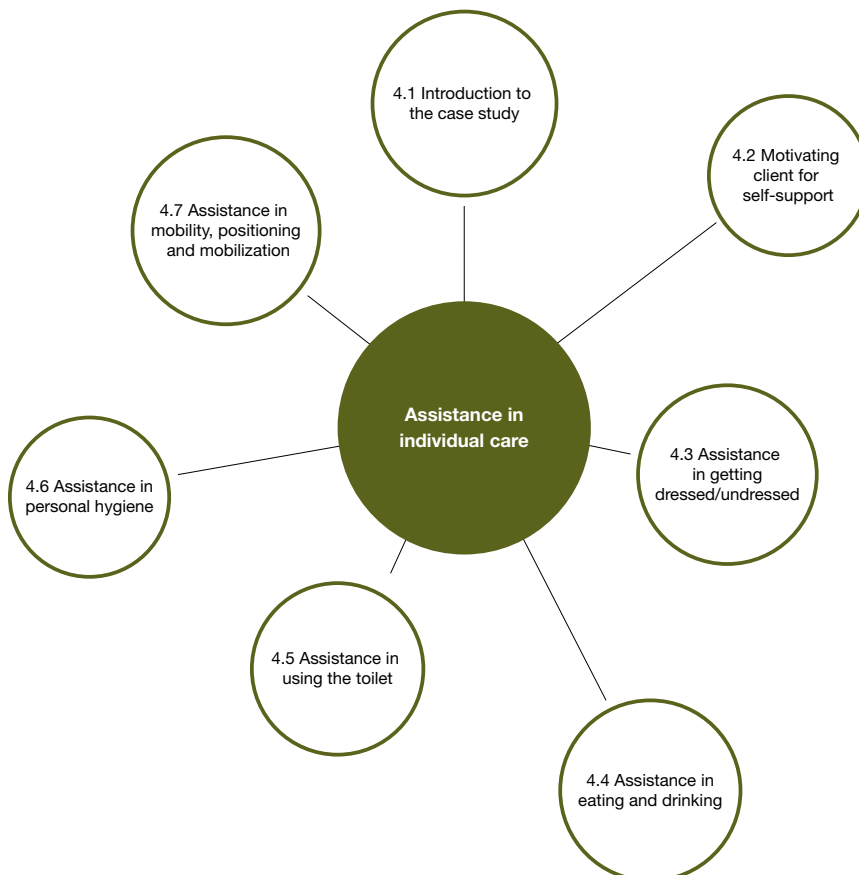 4.1 Introduction to
the case study
4.2 Motivating
client for
self-support
4.7 Assistance in
mobility, positioning
and mobilization
Assistance in
individual care
4.3 Assistance
in getting
dressed/undressed
4.6 Assistance in
personal hygiene
4.5 Assistance in
using the toilet
4.4 Assistance in
eating and drinking